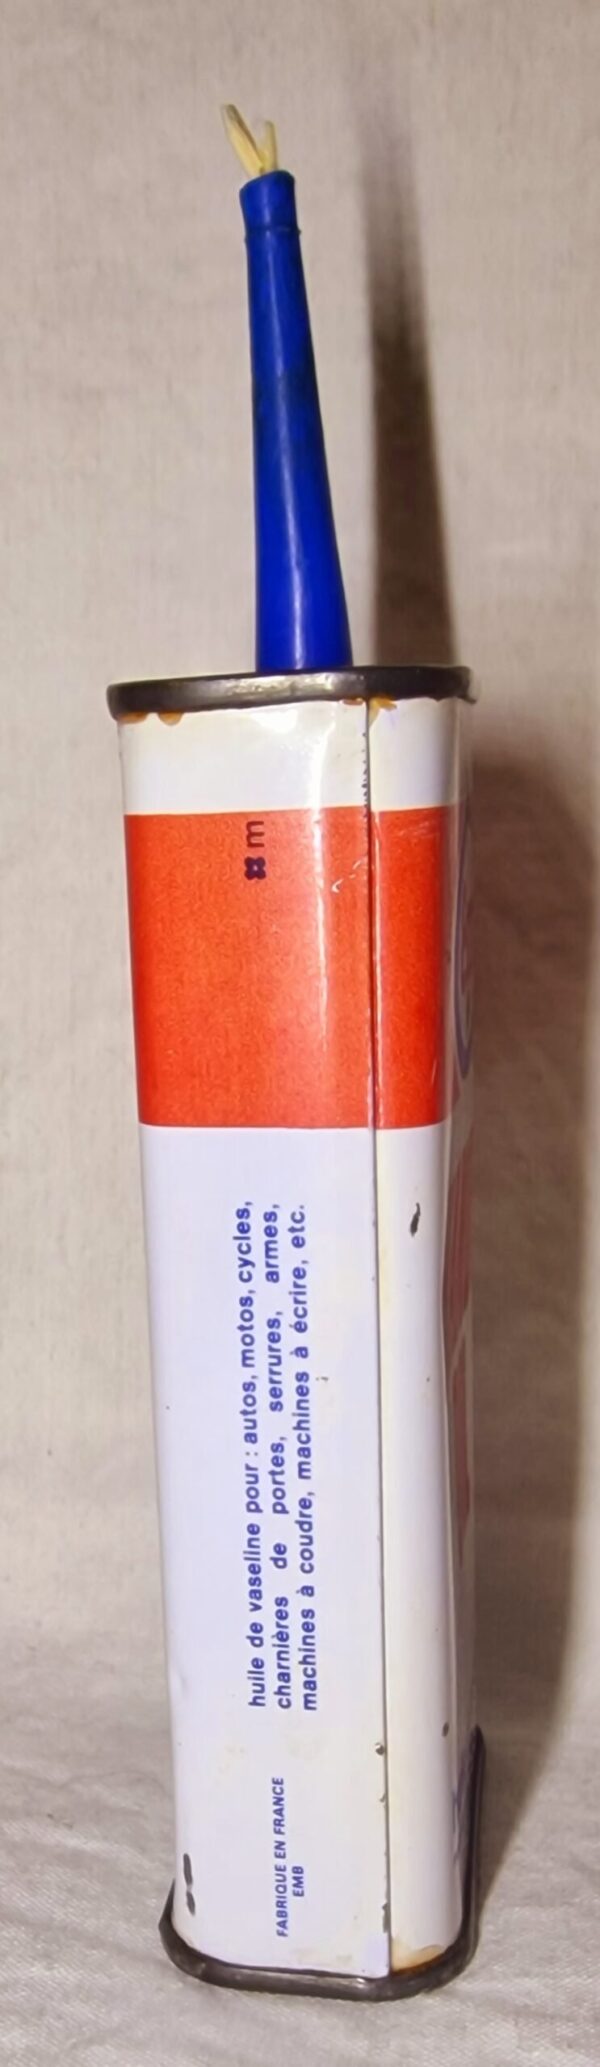 m
huile de vaseline pour : autos, motos, cycles,
charnières de portes, serrures, armes,
machines à coudre, machines à écrire, etc.
FABRIQUE EN FRANCE
EMB